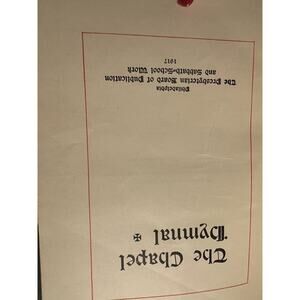 The Chapel
Hymnal ✠
Philadelphia
The Presbyterian Board of Publication
and Sabbath-School Work
1917